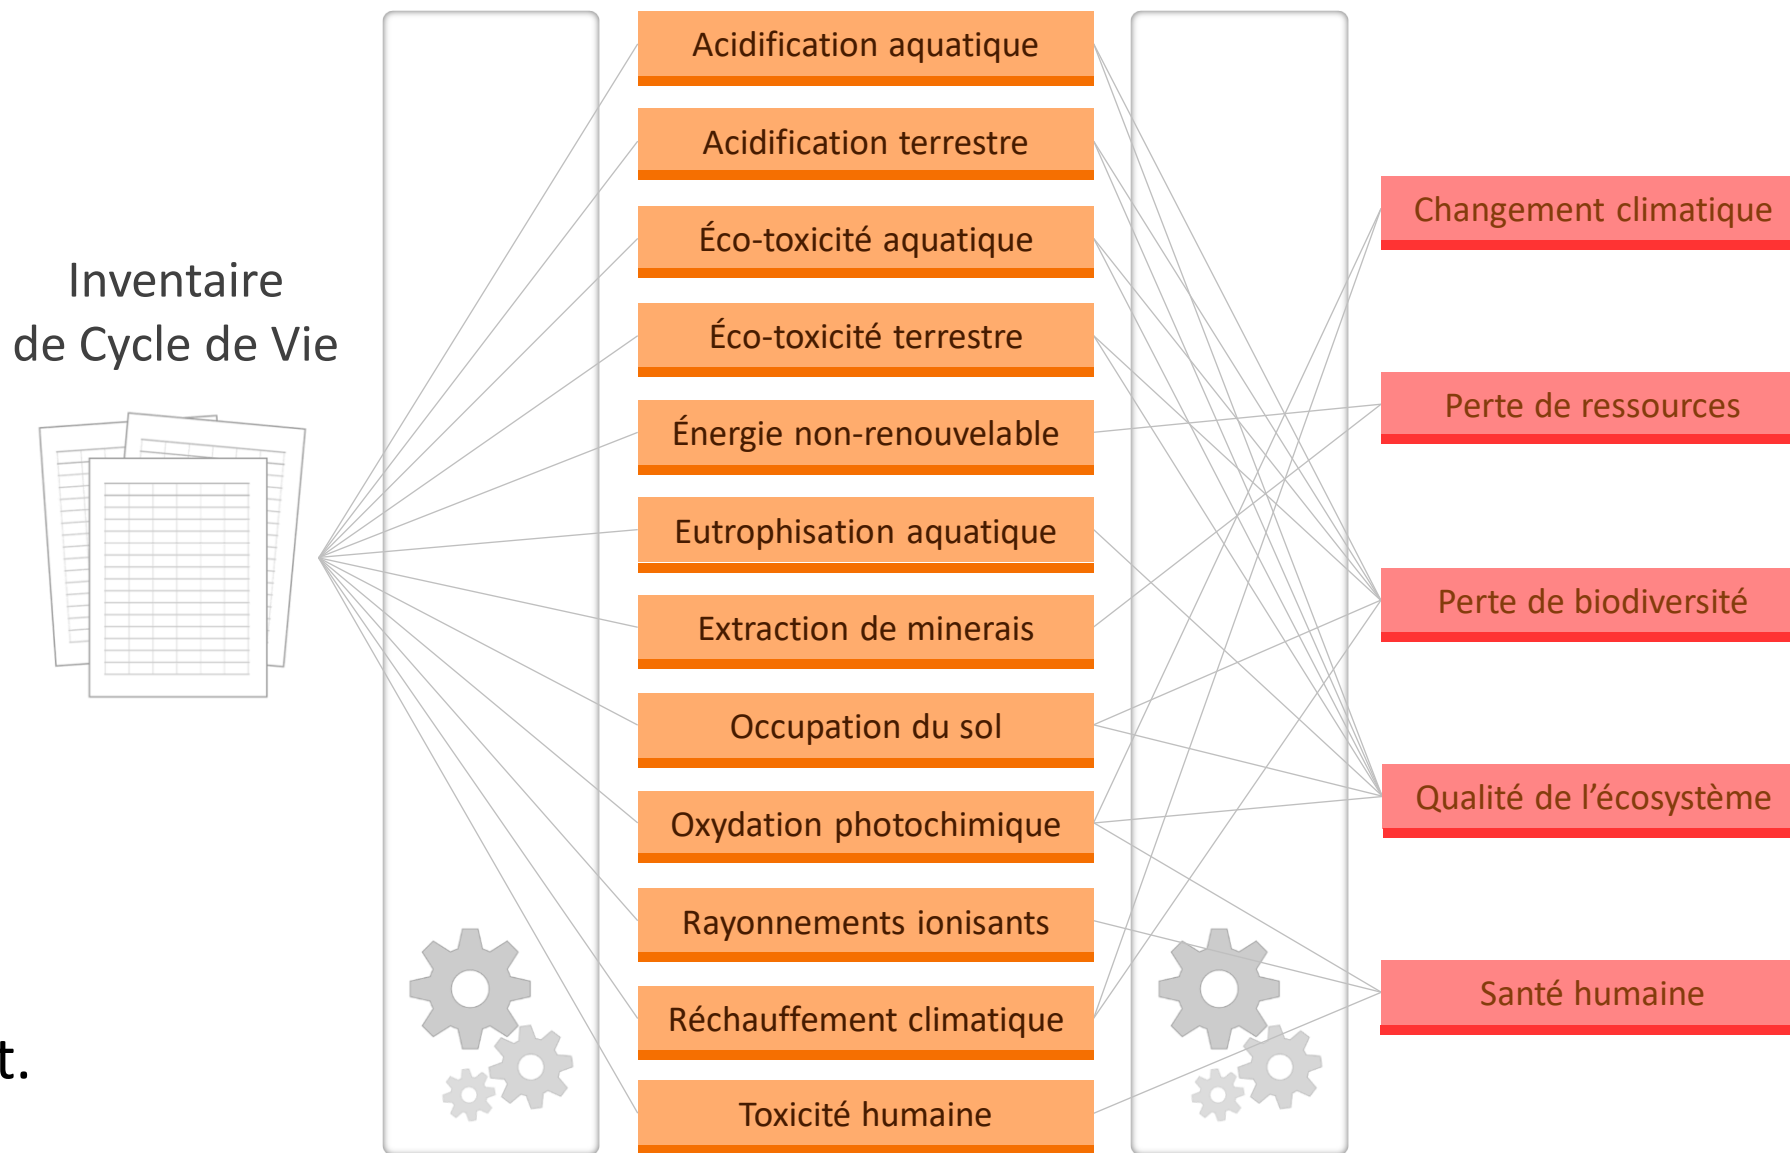 Inventaire
de Cycle de Vie
t.
Acidification aquatique
Acidification terrestre
Éco-toxicité aquatique
Éco-toxicité terrestre
Énergie non-renouvelable
Eutrophisation aquatique
Extraction de minerais
Occupation du sol
Oxydation photochimique
Rayonnements ionisants
Réchauffement climatique
Toxicité humaine
Changement climatique
Perte de ressources
Perte de biodiversité
Qualité de l’écosystème
Santé humaine